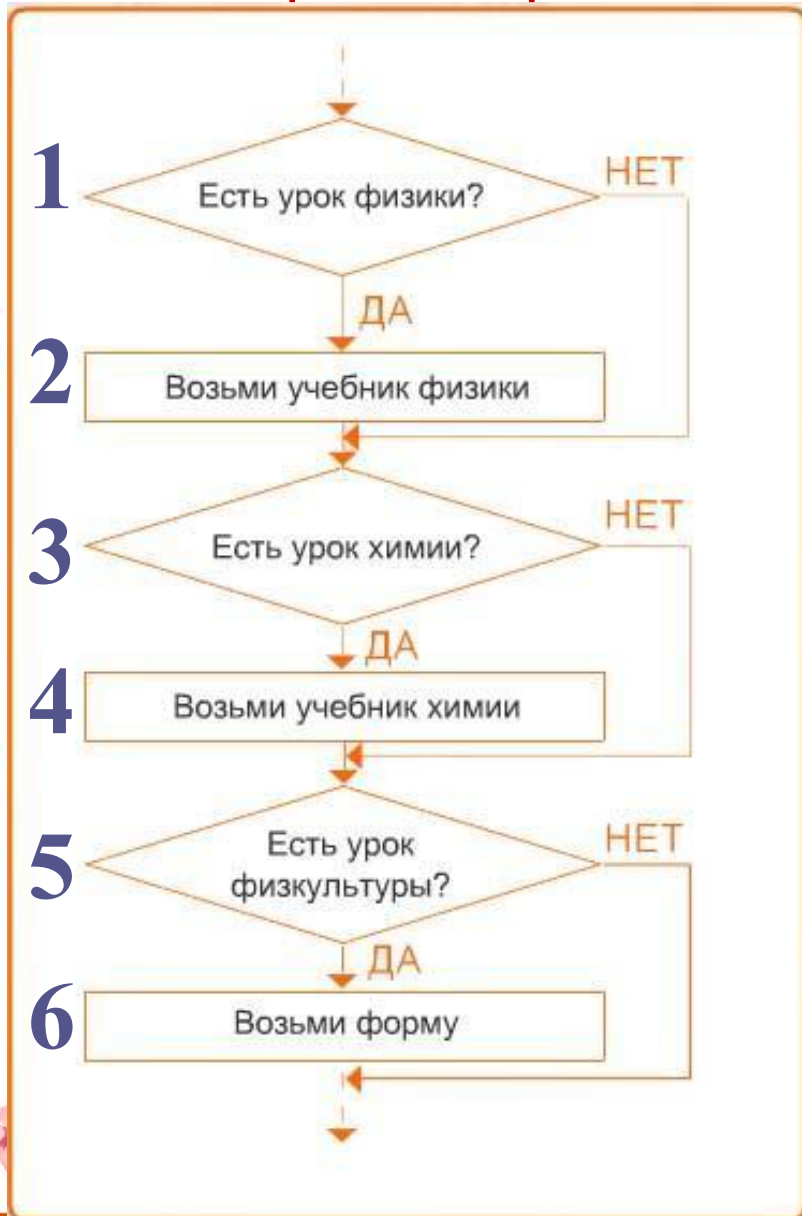 1
Есть урок физики?
НЕТ
ДА
2
Возьми учебник физики
3
Есть урок химии?
НЕТ
ДА
4
Возьми учебник химии
5
Есть урок
физкультуры?
НЕТ
ДА
6
Возьми форму